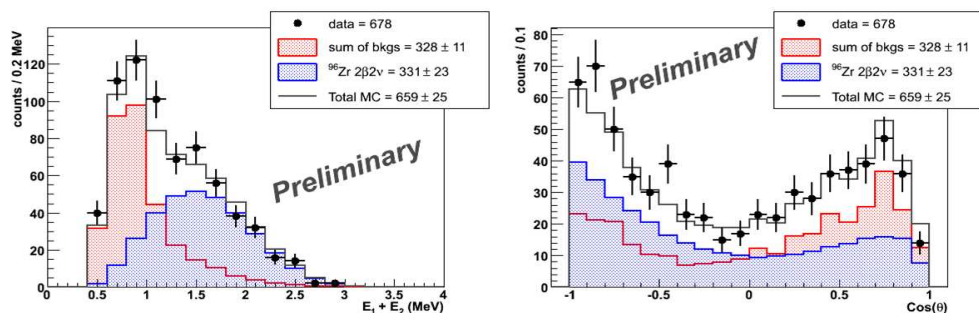 counts / 0.2 MeV
data = 678
sum of bkgs = 328 ± 11
⁹⁶Zr 2β2ν = 331 ± 23
Total MC = 659 ± 25
Preliminary
120
100
80
60
40
20
0
0 0.5 1 1.5 2 2.5 3 3.5 4
E₁ + E₂ (MeV)
counts / 0.1
data = 678
sum of bkgs = 328 ± 11
⁹⁶Zr 2β2ν = 331 ± 23
Total MC = 659 ± 25
Preliminary
80
70
60
50
40
30
20
10
0
-1 -0.5 0 0.5 1
Cos(θ)